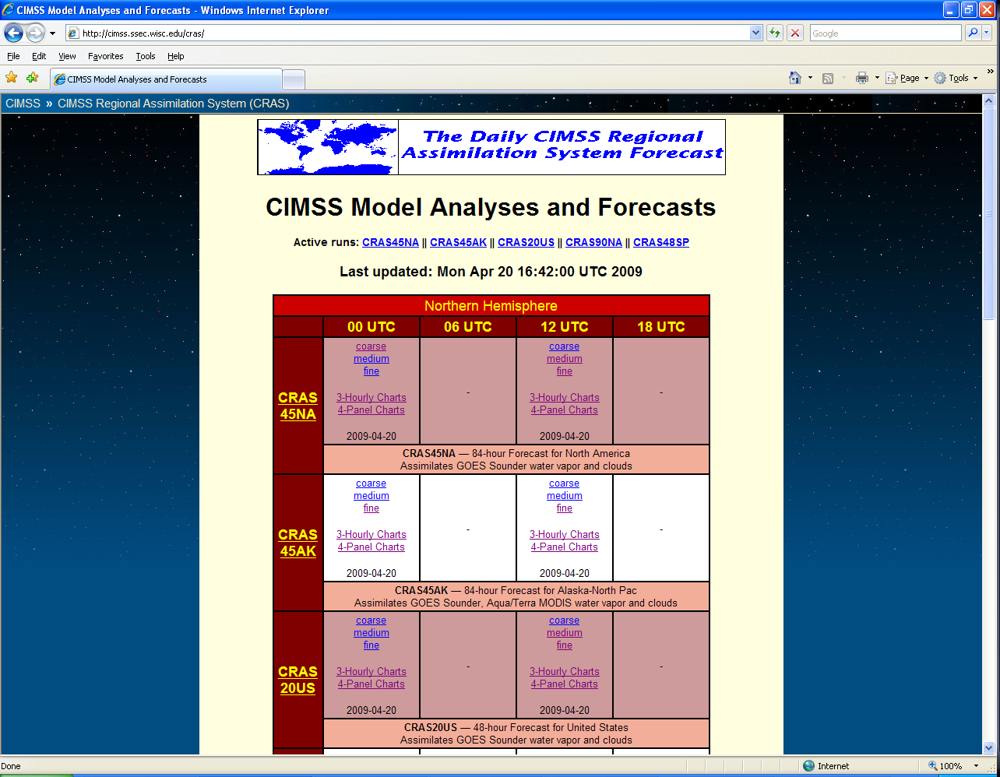 CIMSS Model Analyses and Forecasts - Windows Internet Explorer
http://cimss.ssec.wisc.edu/cras/
Google
File Edit View Favorites Tools Help
CIMSS Model Analyses and Forecasts
Page Tools
CIMSS » CIMSS Regional Assimilation System (CRAS)
The Daily CIMSS Regional
Assimilation System Forecast
CIMSS Model Analyses and Forecasts
Active runs: CRAS45NA || CRAS45AK || CRAS20US || CRAS90NA || CRAS48SP
Last updated: Mon Apr 20 16:42:00 UTC 2009
Northern Hemisphere
00 UTC 06 UTC 12 UTC 18 UTC
coarse coarse
medium medium
fine fine
CRAS
45NA
3-Hourly Charts - 3-Hourly Charts -
4-Panel Charts 4-Panel Charts
2009-04-20 2009-04-20
CRAS45NA — 84-hour Forecast for North America
Assimilates GOES Sounder water vapor and clouds
coarse coarse
medium medium
fine fine
CRAS
45AK
3-Hourly Charts - 3-Hourly Charts -
4-Panel Charts 4-Panel Charts
2009-04-20 2009-04-20
CRAS45AK — 84-hour Forecast for Alaska-North Pac
Assimilates GOES Sounder, Aqua/Terra MODIS water vapor and clouds
coarse coarse
medium medium
fine fine
CRAS
20US
3-Hourly Charts - 3-Hourly Charts -
4-Panel Charts 4-Panel Charts
2009-04-20 2009-04-20
CRAS20US — 48-hour Forecast for United States
Assimilates GOES Sounder water vapor and clouds
Done Internet 100%